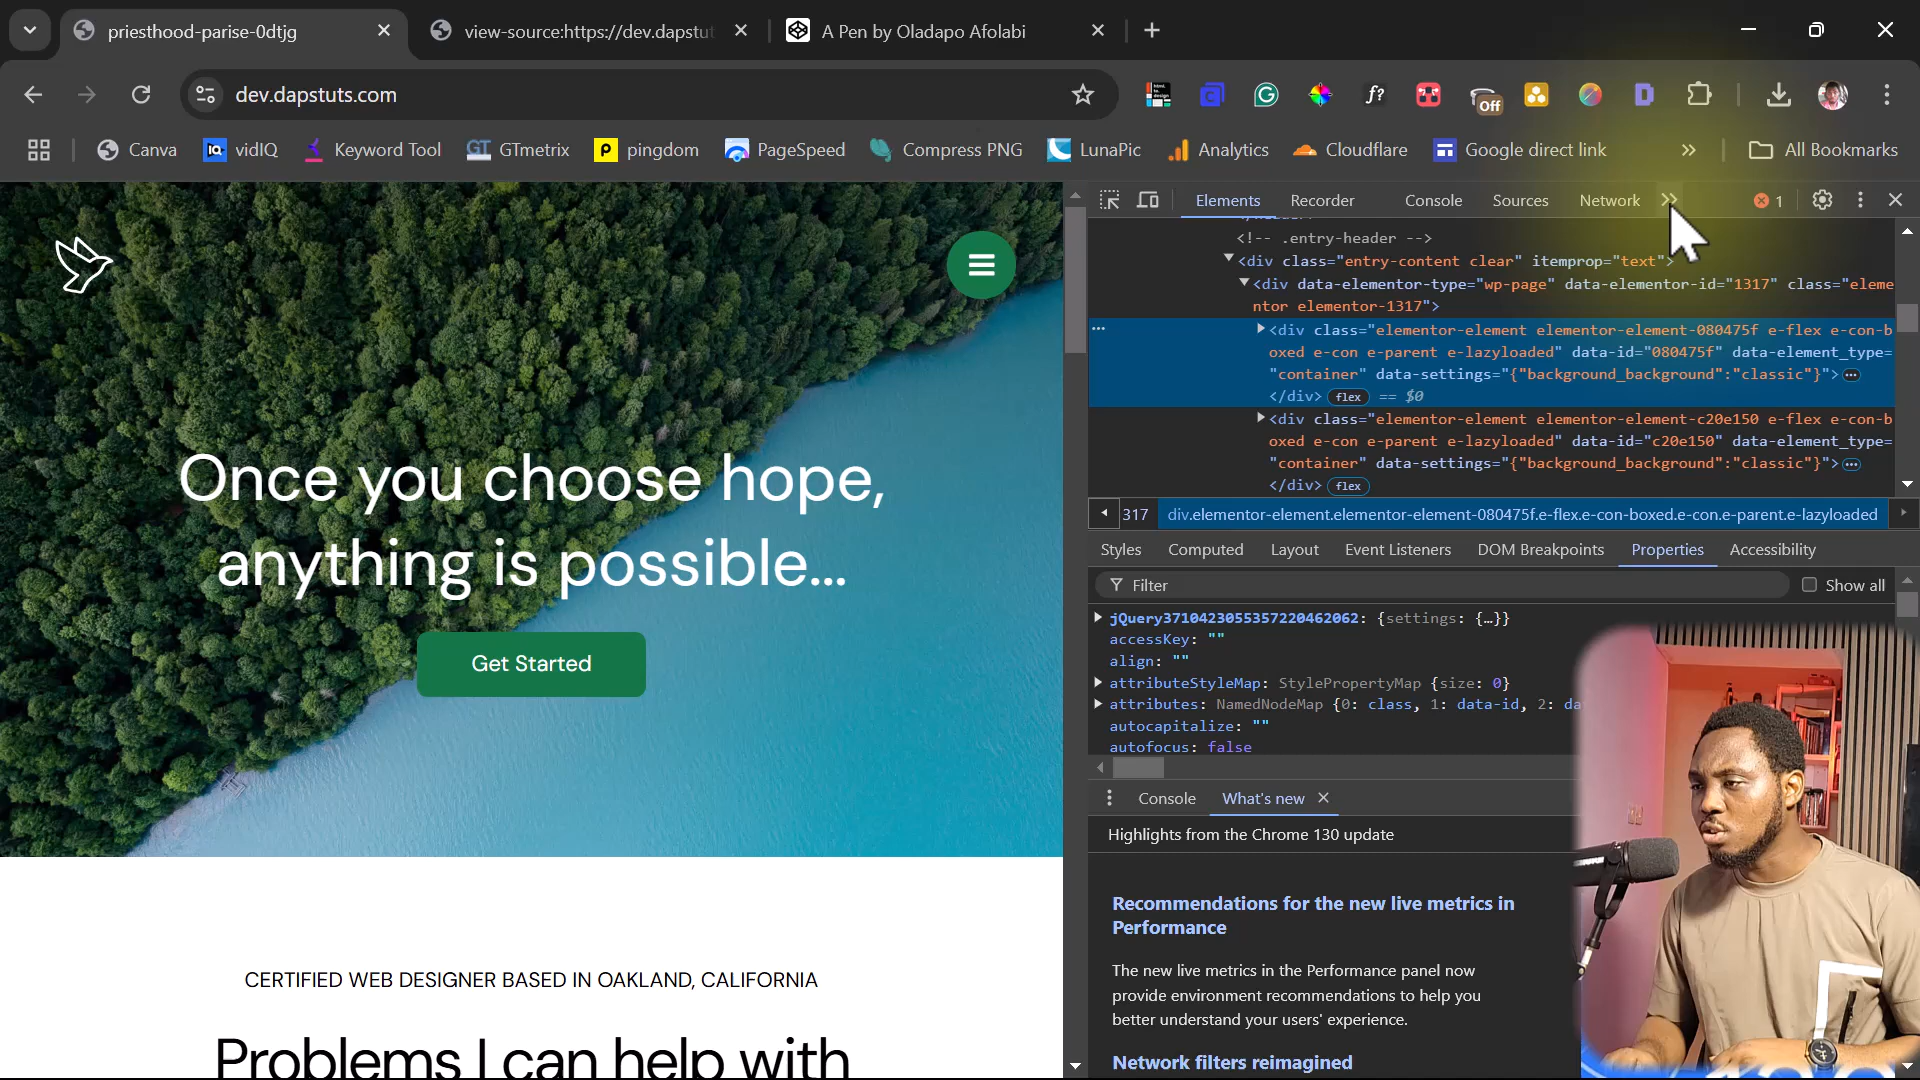 priesthood-parise-0dtjg
view-source:https://dev.dapstut
A Pen by Oladapo Afolabi
dev.dapstuts.com
f?
Off
Canva
vidIQ
Keyword Tool
GTmetrix
pingdom
PageSpeed
Compress PNG
LunaPic
Analytics
Cloudflare
Google direct link
All Bookmarks
Once you choose hope,
anything is possible...
Get Started
CERTIFIED WEB DESIGNER BASED IN OAKLAND, CALIFORNIA
Problems I can help with
Elements
Recorder
Console
Sources
Network
1
<!-- .entry-header -->
<div class="entry-content clear" itemprop="text">
<div data-elementor-type="wp-page" data-elementor-id="1317" class="eleme
ntor elementor-1317">
<div class="elementor-element elementor-element-080475f e-flex e-con-b
oxed e-con e-parent e-lazyloaded" data-id="080475f" data-element_type=
"container" data-settings="{"background_background":"classic"}">
</div> flex == $0
<div class="elementor-element elementor-element-c20e150 e-flex e-con-b
oxed e-con e-parent e-lazyloaded" data-id="c20e150" data-element_type=
"container" data-settings="{"background_background":"classic"}">
</div> flex
317
div.elementor-element.elementor-element-080475f.e-flex.e-con-boxed.e-con.e-parent.e-lazyloaded
Styles
Computed
Layout
Event Listeners
DOM Breakpoints
Properties
Accessibility
Filter
Show all
jQuery3710423055357220462062: {settings: {…}}
accessKey: ""
align: ""
attributeStyleMap: StylePropertyMap {size: 0}
attributes: NamedNodeMap {0: class, 1: data-id, 2: da
autocapitalize: ""
autofocus: false
Console
What's new
Highlights from the Chrome 130 update
Recommendations for the new live metrics in
Performance
The new live metrics in the Performance panel now
provide environment recommendations to help you
better understand your users' experience.
Network filters reimagined